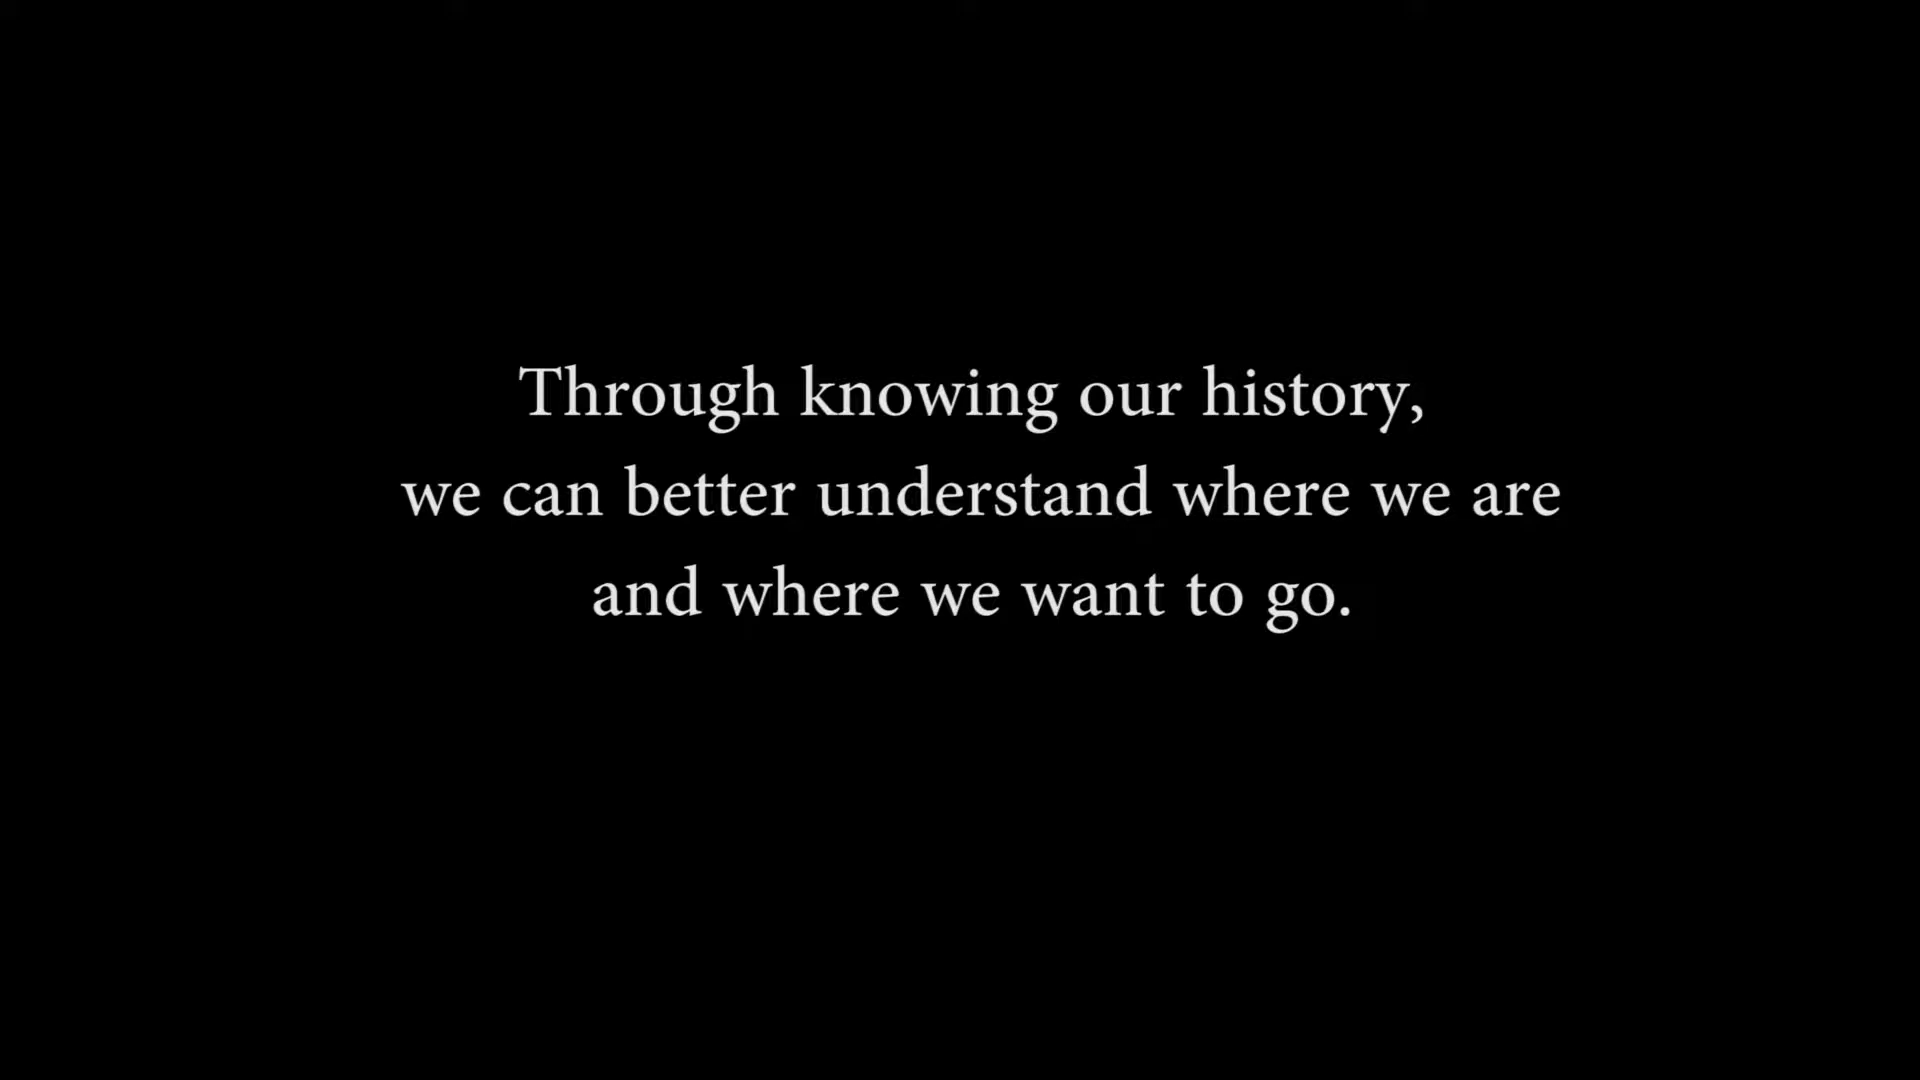 Through knowing our history,
we can better understand where we are
and where we want to go.